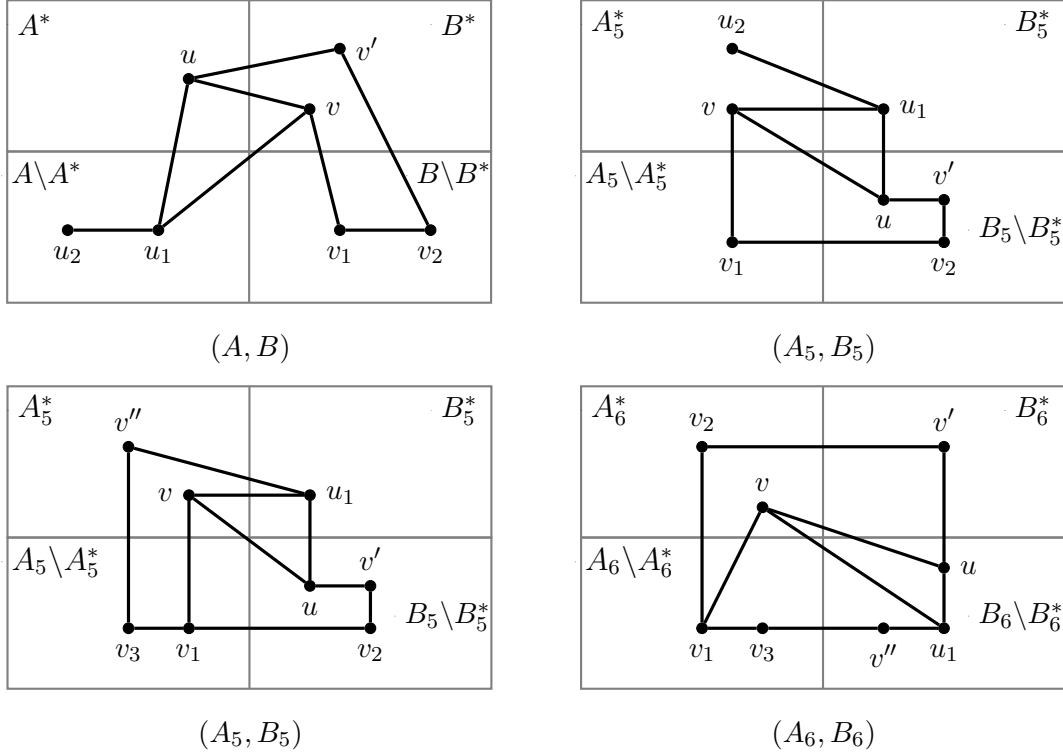 A* B*
u v′
v
A\A* B\B*
u₂ u₁ v₁ v₂
(A, B)
A₅* B₅*
u₂
v u₁
A₅\A₅* v′
u B₅\B₅*
v₁ v₂
(A₅, B₅)
A₅* B₅*
v″
v u₁
A₅\A₅* v′
u B₅\B₅*
v₃ v₁ v₂
(A₅, B₅)
A₆* B₆*
v₂ v′
v
A₆\A₆* u
B₆\B₆*
v₁ v₃ v″ u₁
(A₆, B₆)